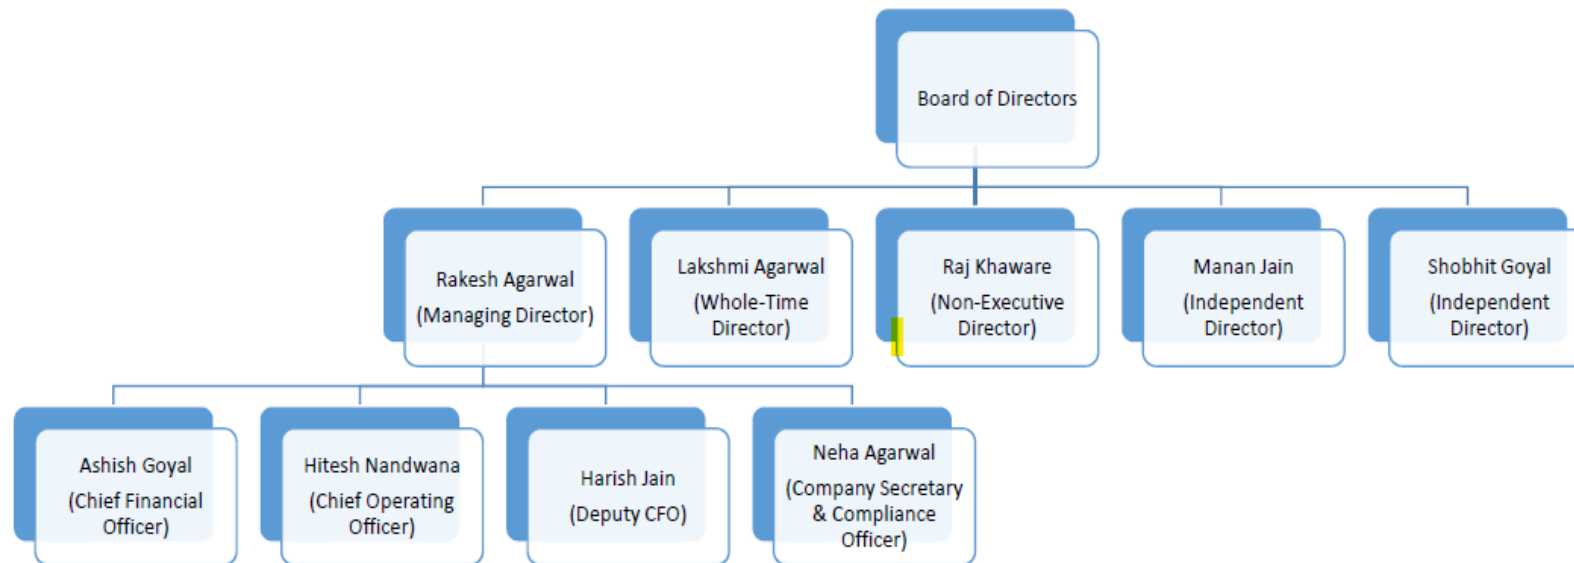 Board of Directors
Rakesh Agarwal
(Managing Director)
Lakshmi Agarwal
(Whole-Time
Director)
Raj Khaware
(Non-Executive
Director)
Manan Jain
(Independent
Director)
Shobhit Goyal
(Independent
Director)
Ashish Goyal
(Chief Financial
Officer)
Hitesh Nandwana
(Chief Operating
Officer)
Harish Jain
(Deputy CFO)
Neha Agarwal
(Company Secretary
& Compliance
Officer)